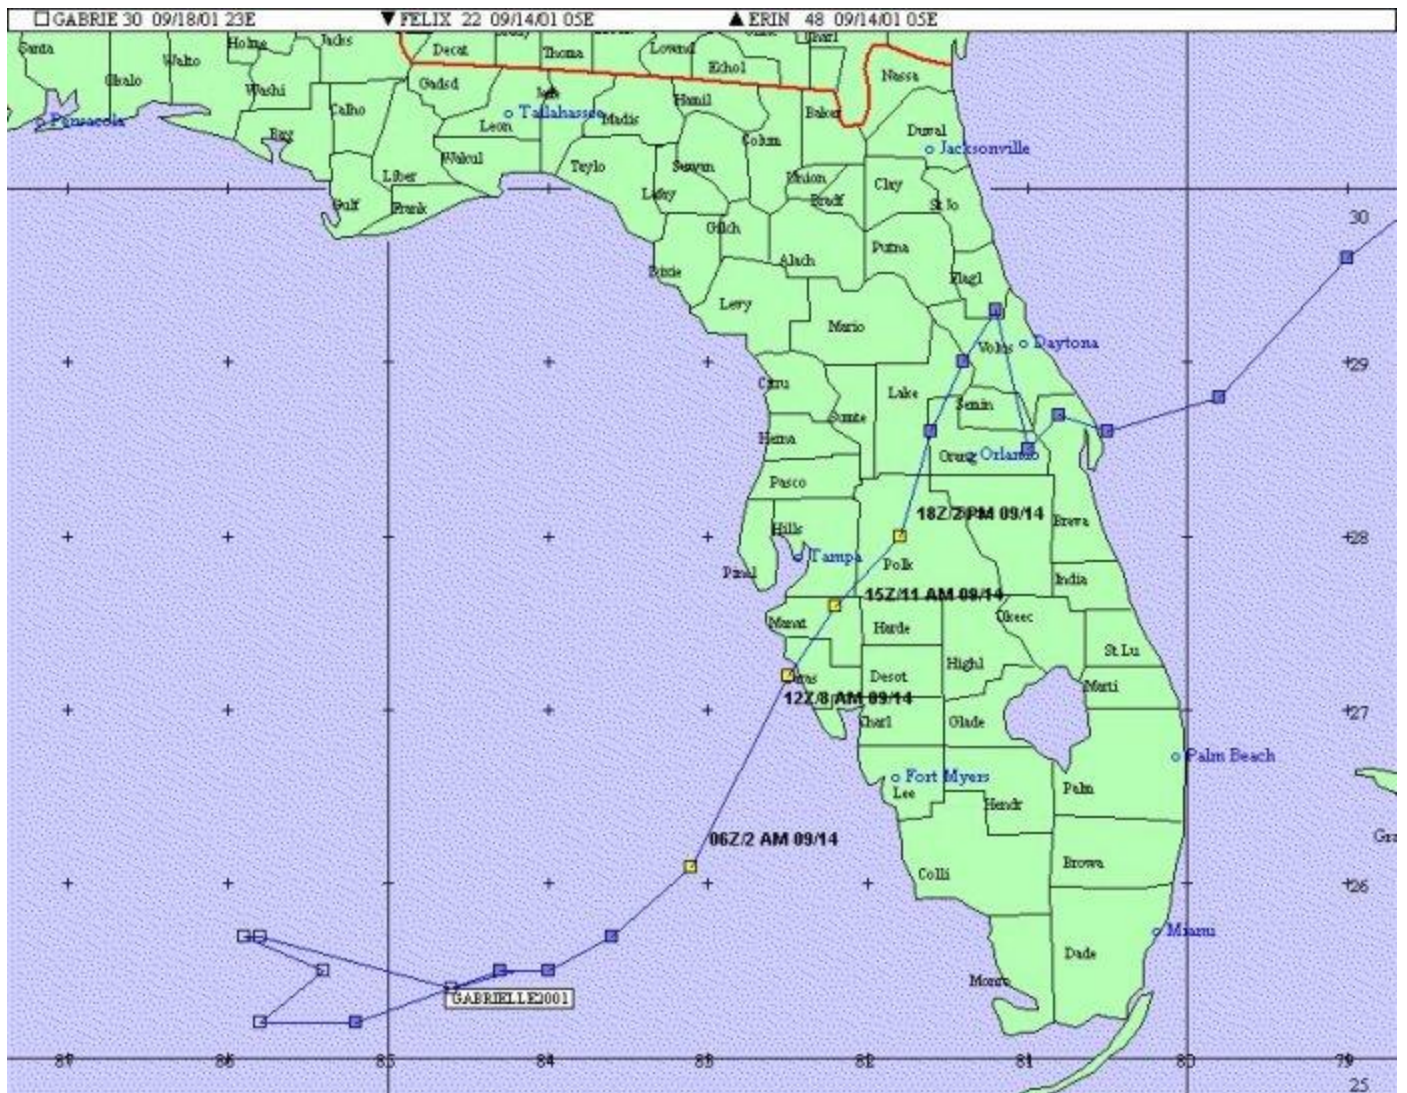 GABRIE 30 09/18/01 23E FELIX 22 09/14/01 05E ERIN 48 09/14/01 05E
Santa
Okalo
Walto
Holme
Washi
Jacks
Bay
Calho
Gulf
Decat
Gadsd
Liber
Frank
Thoma
Leon
Wakul
Tallahassee
Pensacola
Lownd
Echol
Madis
Hamil
Taylo
Suwan
Lafay
Colum
Baker
Nassa
Duval
Jacksonville
Union
Bradf
Clay
St Jo
30
Gilch
Dixie
Alach
Putna
Flagl
Levy
Mario
Volus
Daytona
29
Citru
Sumte
Lake
Semin
Herna
Orang
Orlando
Pasco
18Z/2 PM 09/14
Hills
Breva
28
Tampa
Pinel
Polk
India
15Z/11 AM 09/14
Manat
Harde
Okeec
St Lu
Highl
Desot
Marti
12Z/8 AM 09/14
Charl
Glade
27
Palm Beach
Fort Myers
Lee
Hendr
Palm
06Z/2 AM 09/14
Browa
Colli
26
Miami
Dade
Monro
GABRIELLE2001
87 86 85 84 83 82 81 80 79
25